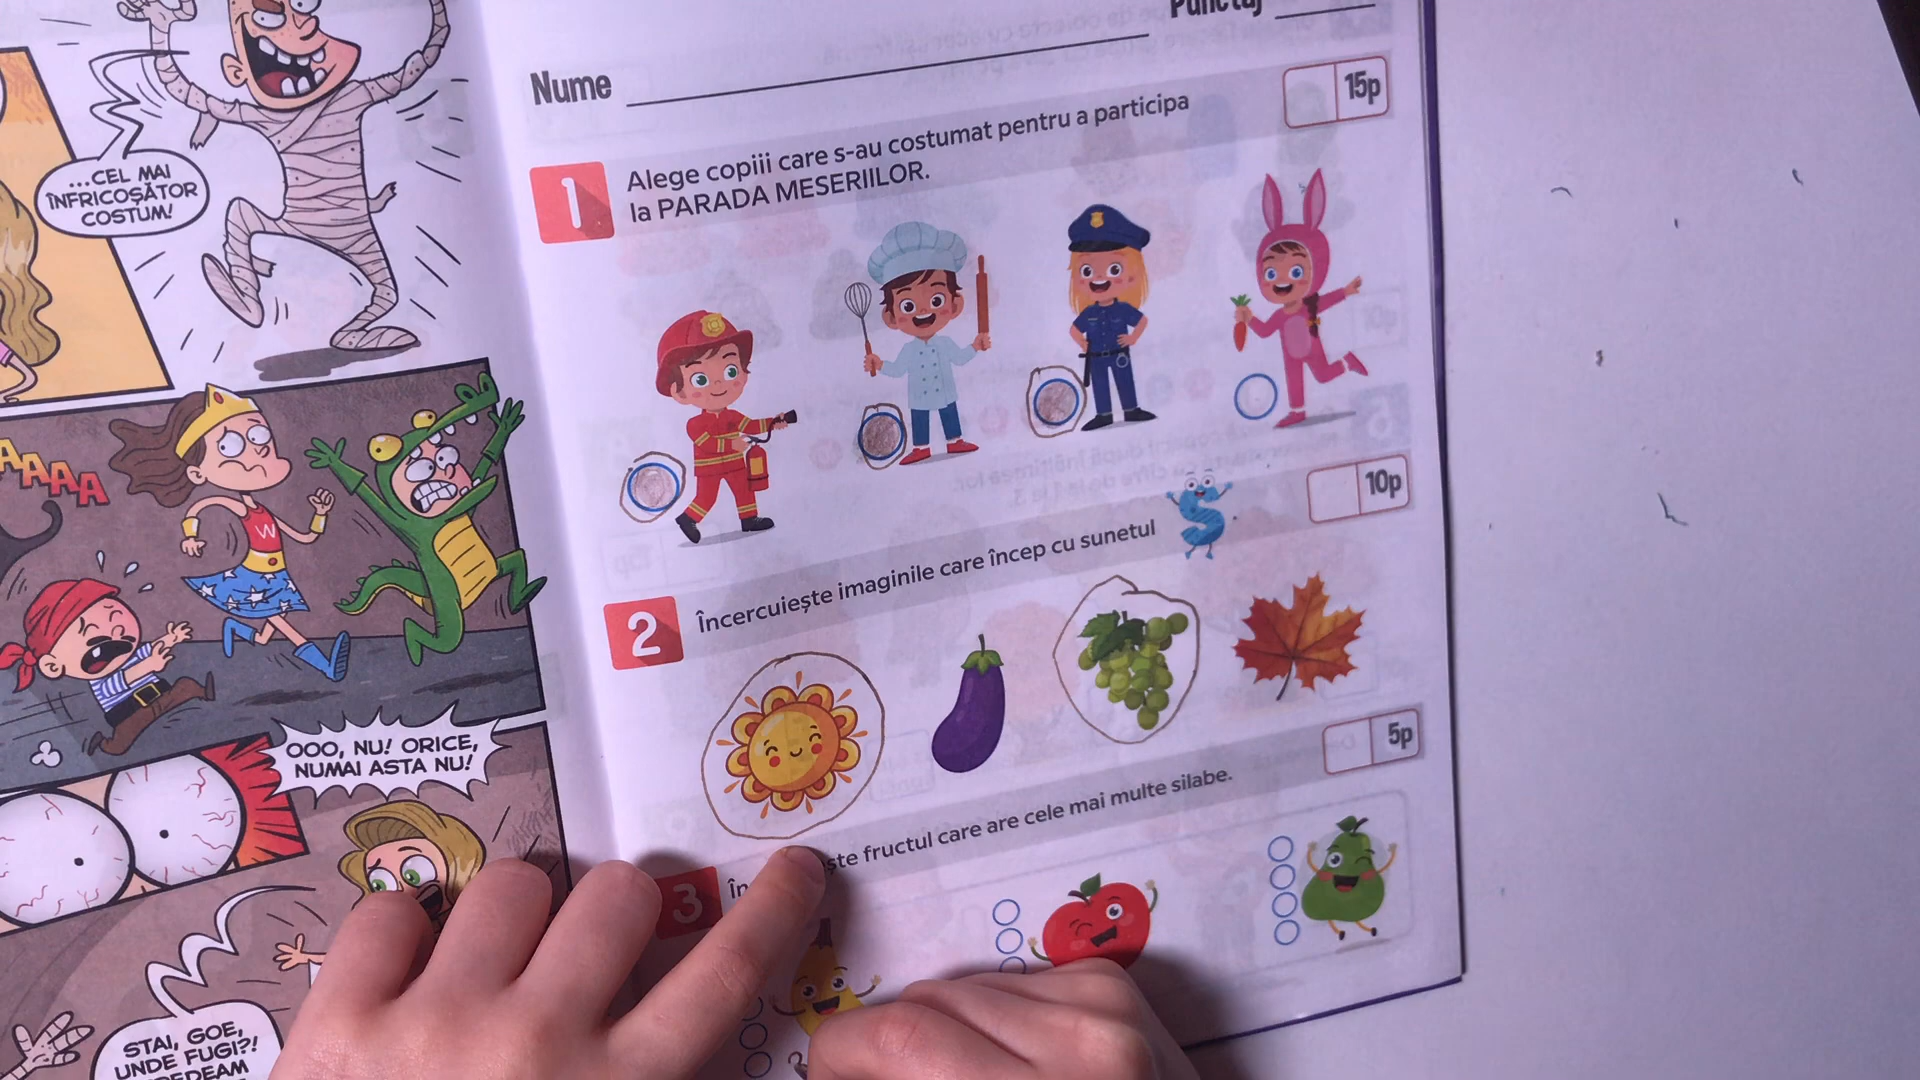 ...CEL MAI
ÎNFRICOȘĂTOR
COSTUM!
AAAA
W
OOO, NU! ORICE,
NUMAI ASTA NU!
STAI, GOE,
UNDE FUGI?!
Punctaj
Nume
15p
1
Alege copiii care s-au costumat pentru a participa
la PARADA MESERIILOR.
10p
2
Încercuiește imaginile care încep cu sunetul S
5p
3
fructul care are cele mai multe silabe.